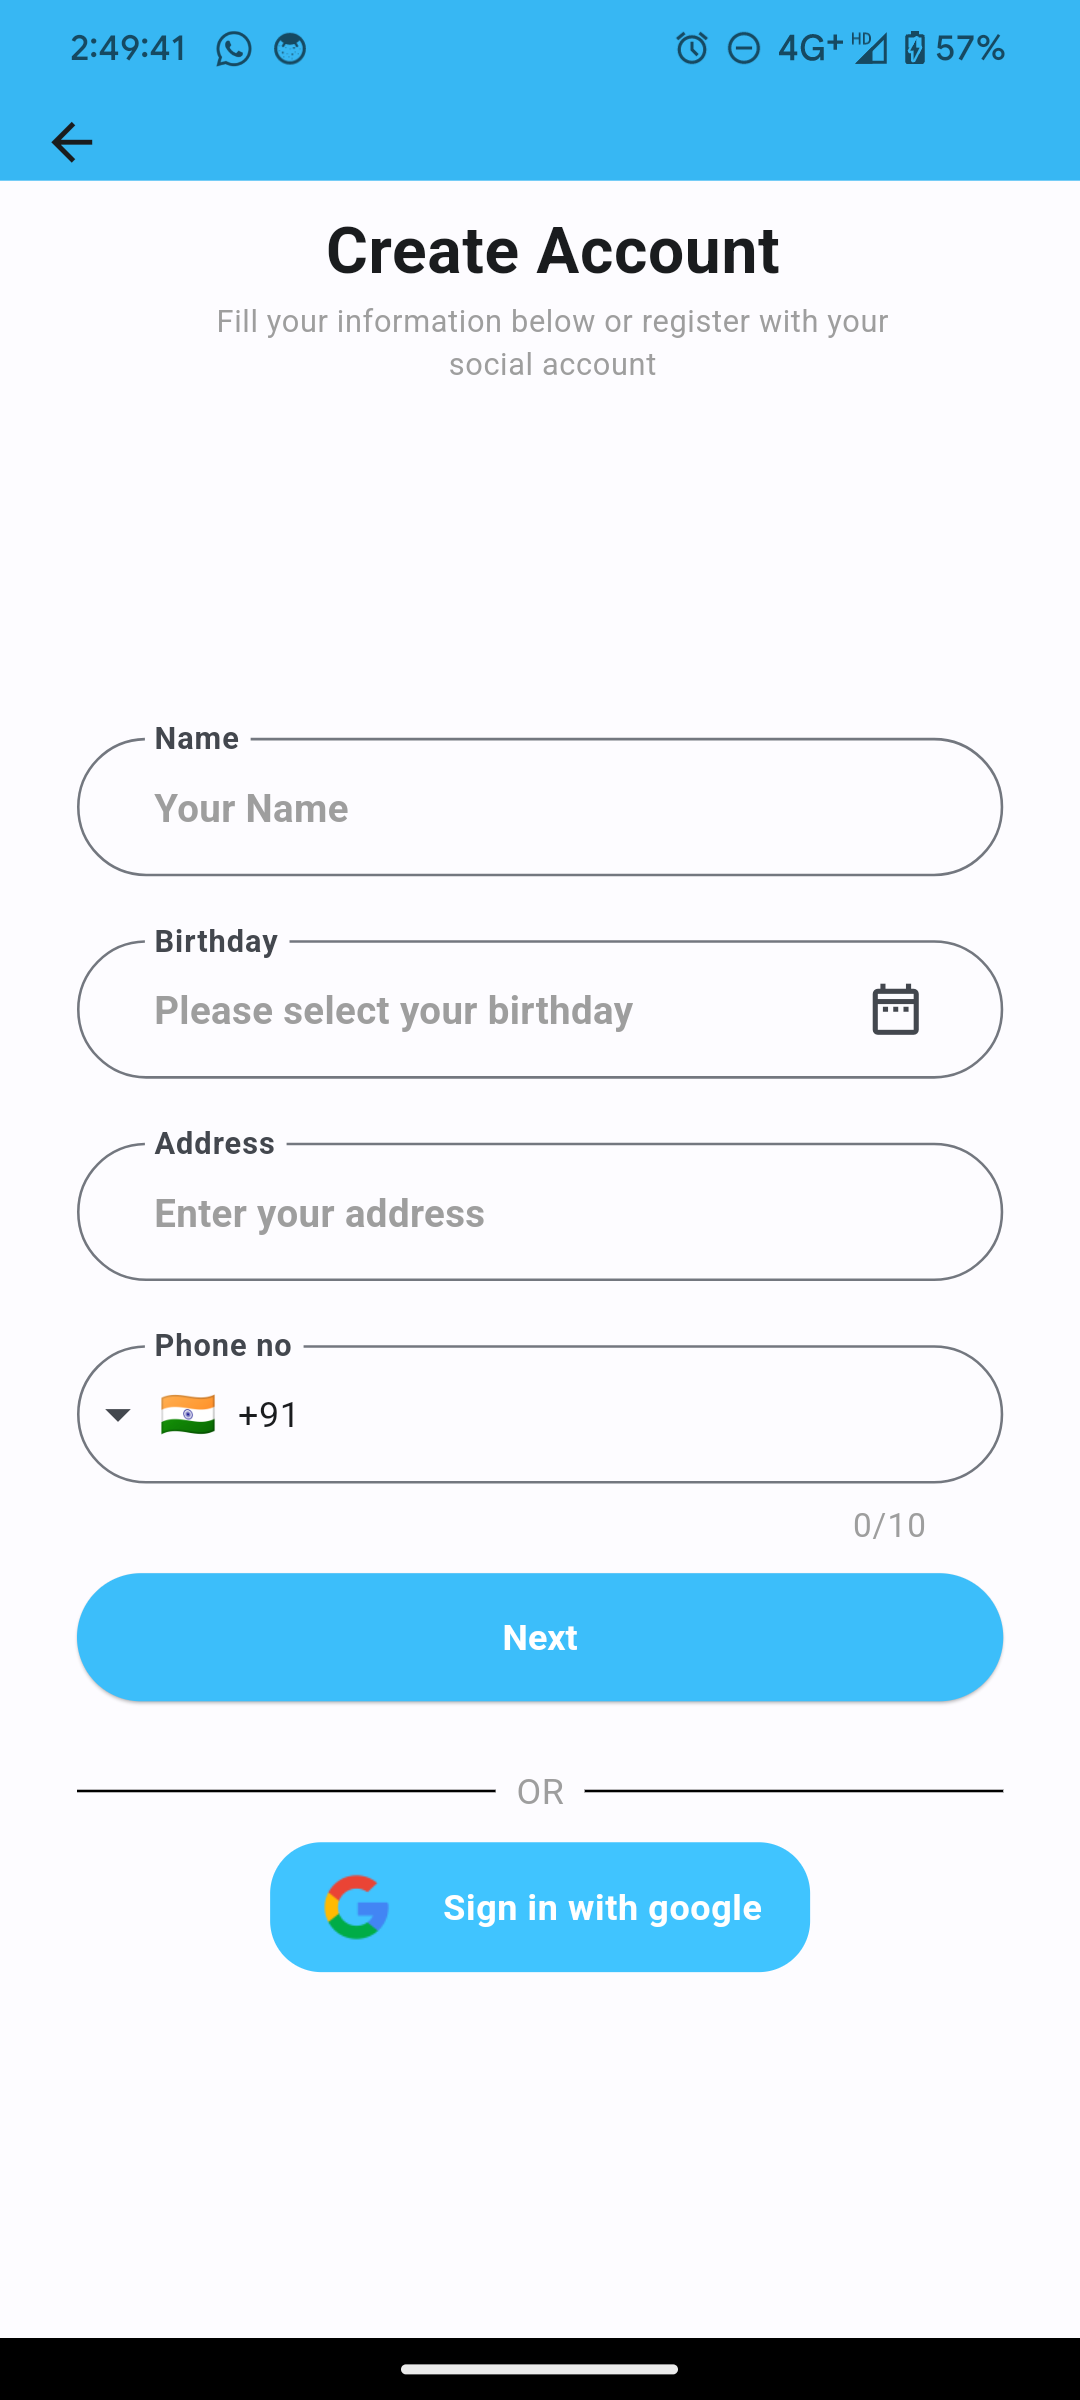 2:49:41 4G+ HD 57%
Create Account
Fill your information below or register with your
social account
Name
Your Name
Birthday
Please select your birthday
Address
Enter your address
Phone no
+91
0/10
Next
OR
Sign in with google